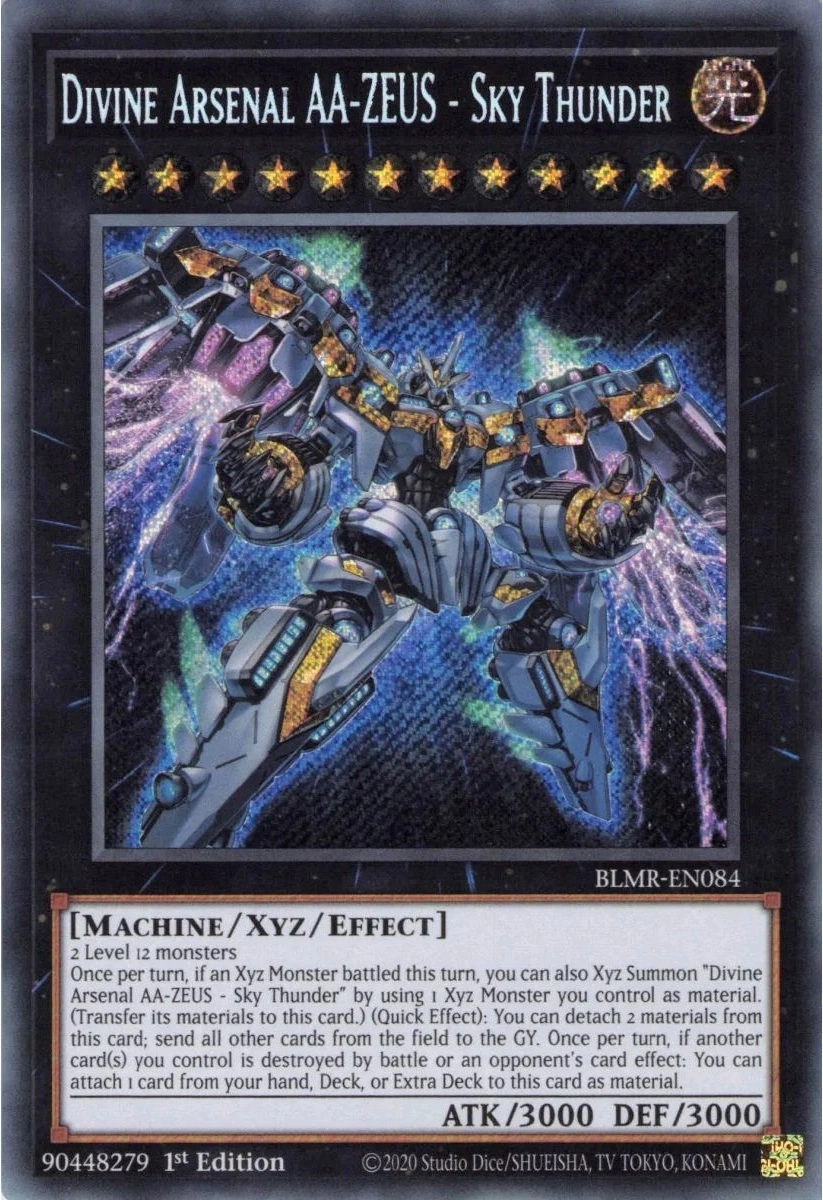 DIVINE ARSENAL AA-ZEUS - SKY THUNDER
LIGHT
光
BLMR-EN084
[MACHINE/XYZ/EFFECT]
2 Level 12 monsters
Once per turn, if an Xyz Monster battled this turn, you can also Xyz Summon "Divine
Arsenal AA-ZEUS - Sky Thunder" by using 1 Xyz Monster you control as material.
(Transfer its materials to this card.) (Quick Effect): You can detach 2 materials from
this card; send all other cards from the field to the GY. Once per turn, if another
card(s) you control is destroyed by battle or an opponent's card effect: You can
attach 1 card from your hand, Deck, or Extra Deck to this card as material.
ATK/3000 DEF/3000
90448279 1st Edition
©2020 Studio Dice/SHUEISHA, TV TOKYO, KONAMI